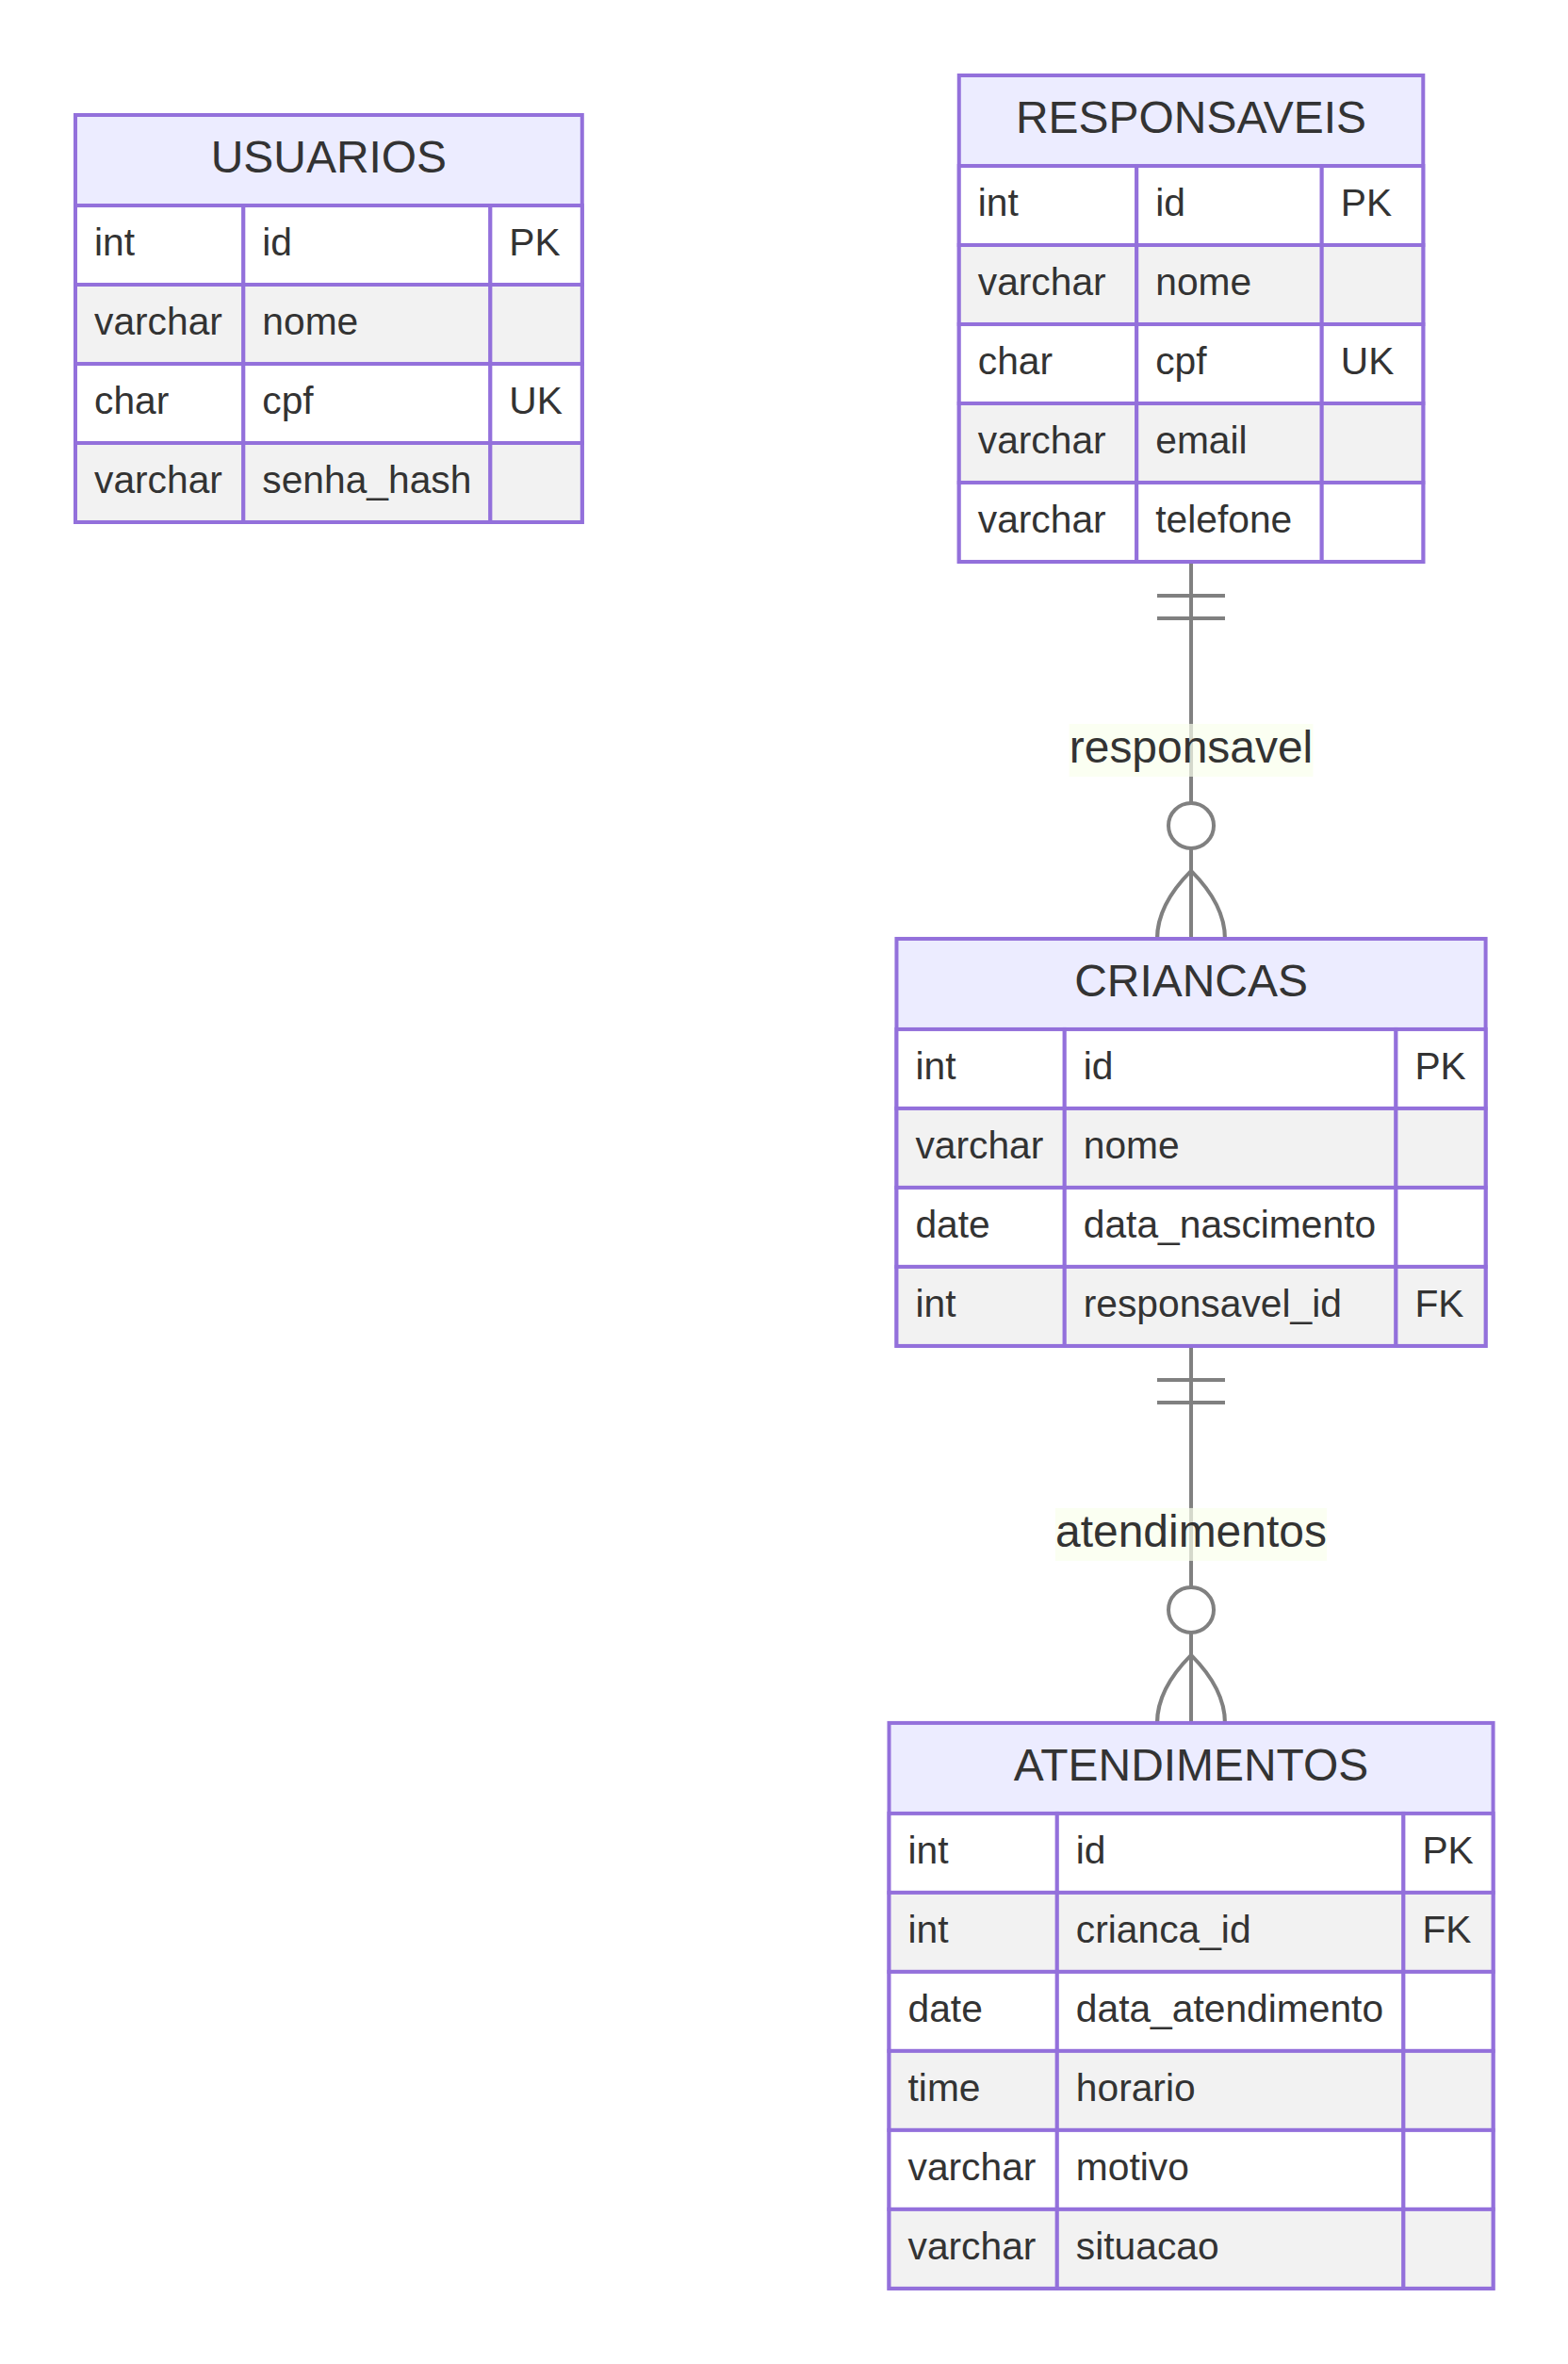 USUARIOS
int id PK
varchar nome
char cpf UK
varchar senha_hash
RESPONSAVEIS
int id PK
varchar nome
char cpf UK
varchar email
varchar telefone
responsavel
CRIANCAS
int id PK
varchar nome
date data_nascimento
int responsavel_id FK
atendimentos
ATENDIMENTOS
int id PK
int crianca_id FK
date data_atendimento
time horario
varchar motivo
varchar situacao